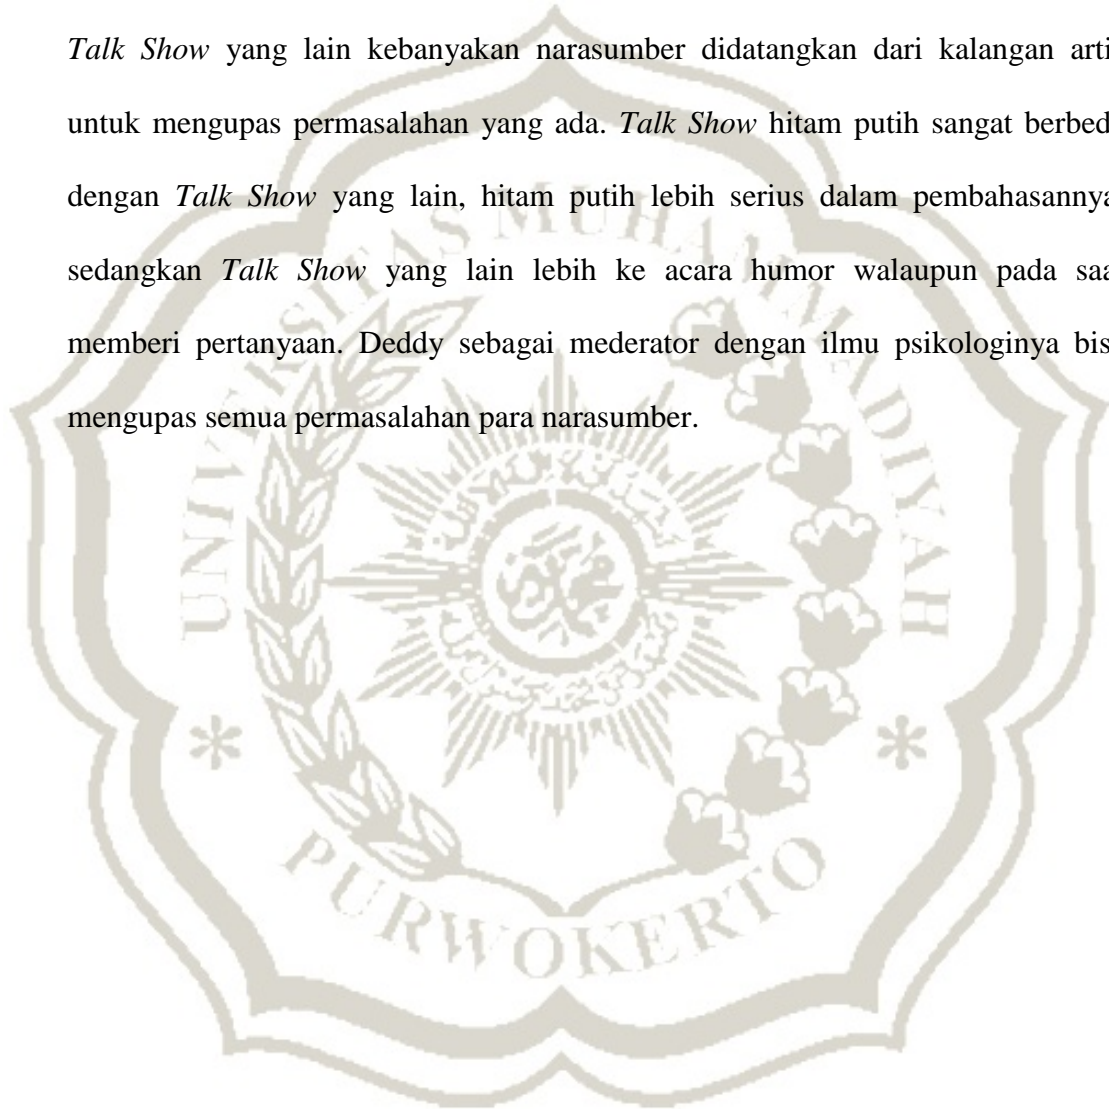 Talk Show yang lain kebanyakan narasumber didatangkan dari kalangan arti
untuk mengupas permasalahan yang ada. Talk Show hitam putih sangat berbed
dengan Talk Show yang lain, hitam putih lebih serius dalam pembahasannya
sedangkan Talk Show yang lain lebih ke acara humor walaupun pada saa
memberi pertanyaan. Deddy sebagai mederator dengan ilmu psikologinya bis
mengupas semua permasalahan para narasumber.
UNIVERSITAS MUHAMMADIYAH
PURWOKERTO